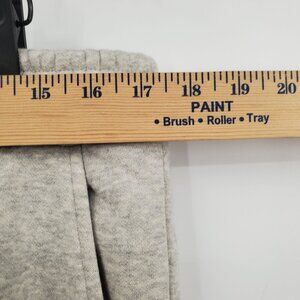 15 16 17 18 19 20
PAINT
• Brush • Roller • Tray